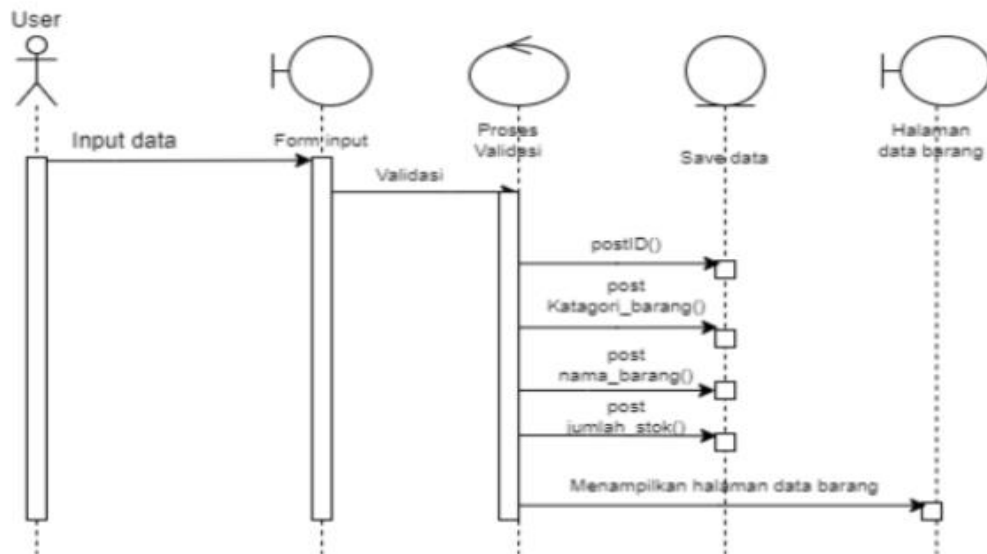 User
Input data
Form input
Proses
Validasi
Save data
Halaman
data barang
Validasi
postID()
post
Katagori_barang()
post
nama_barang()
post
jumlah_stok()
Menampilkan halaman data barang